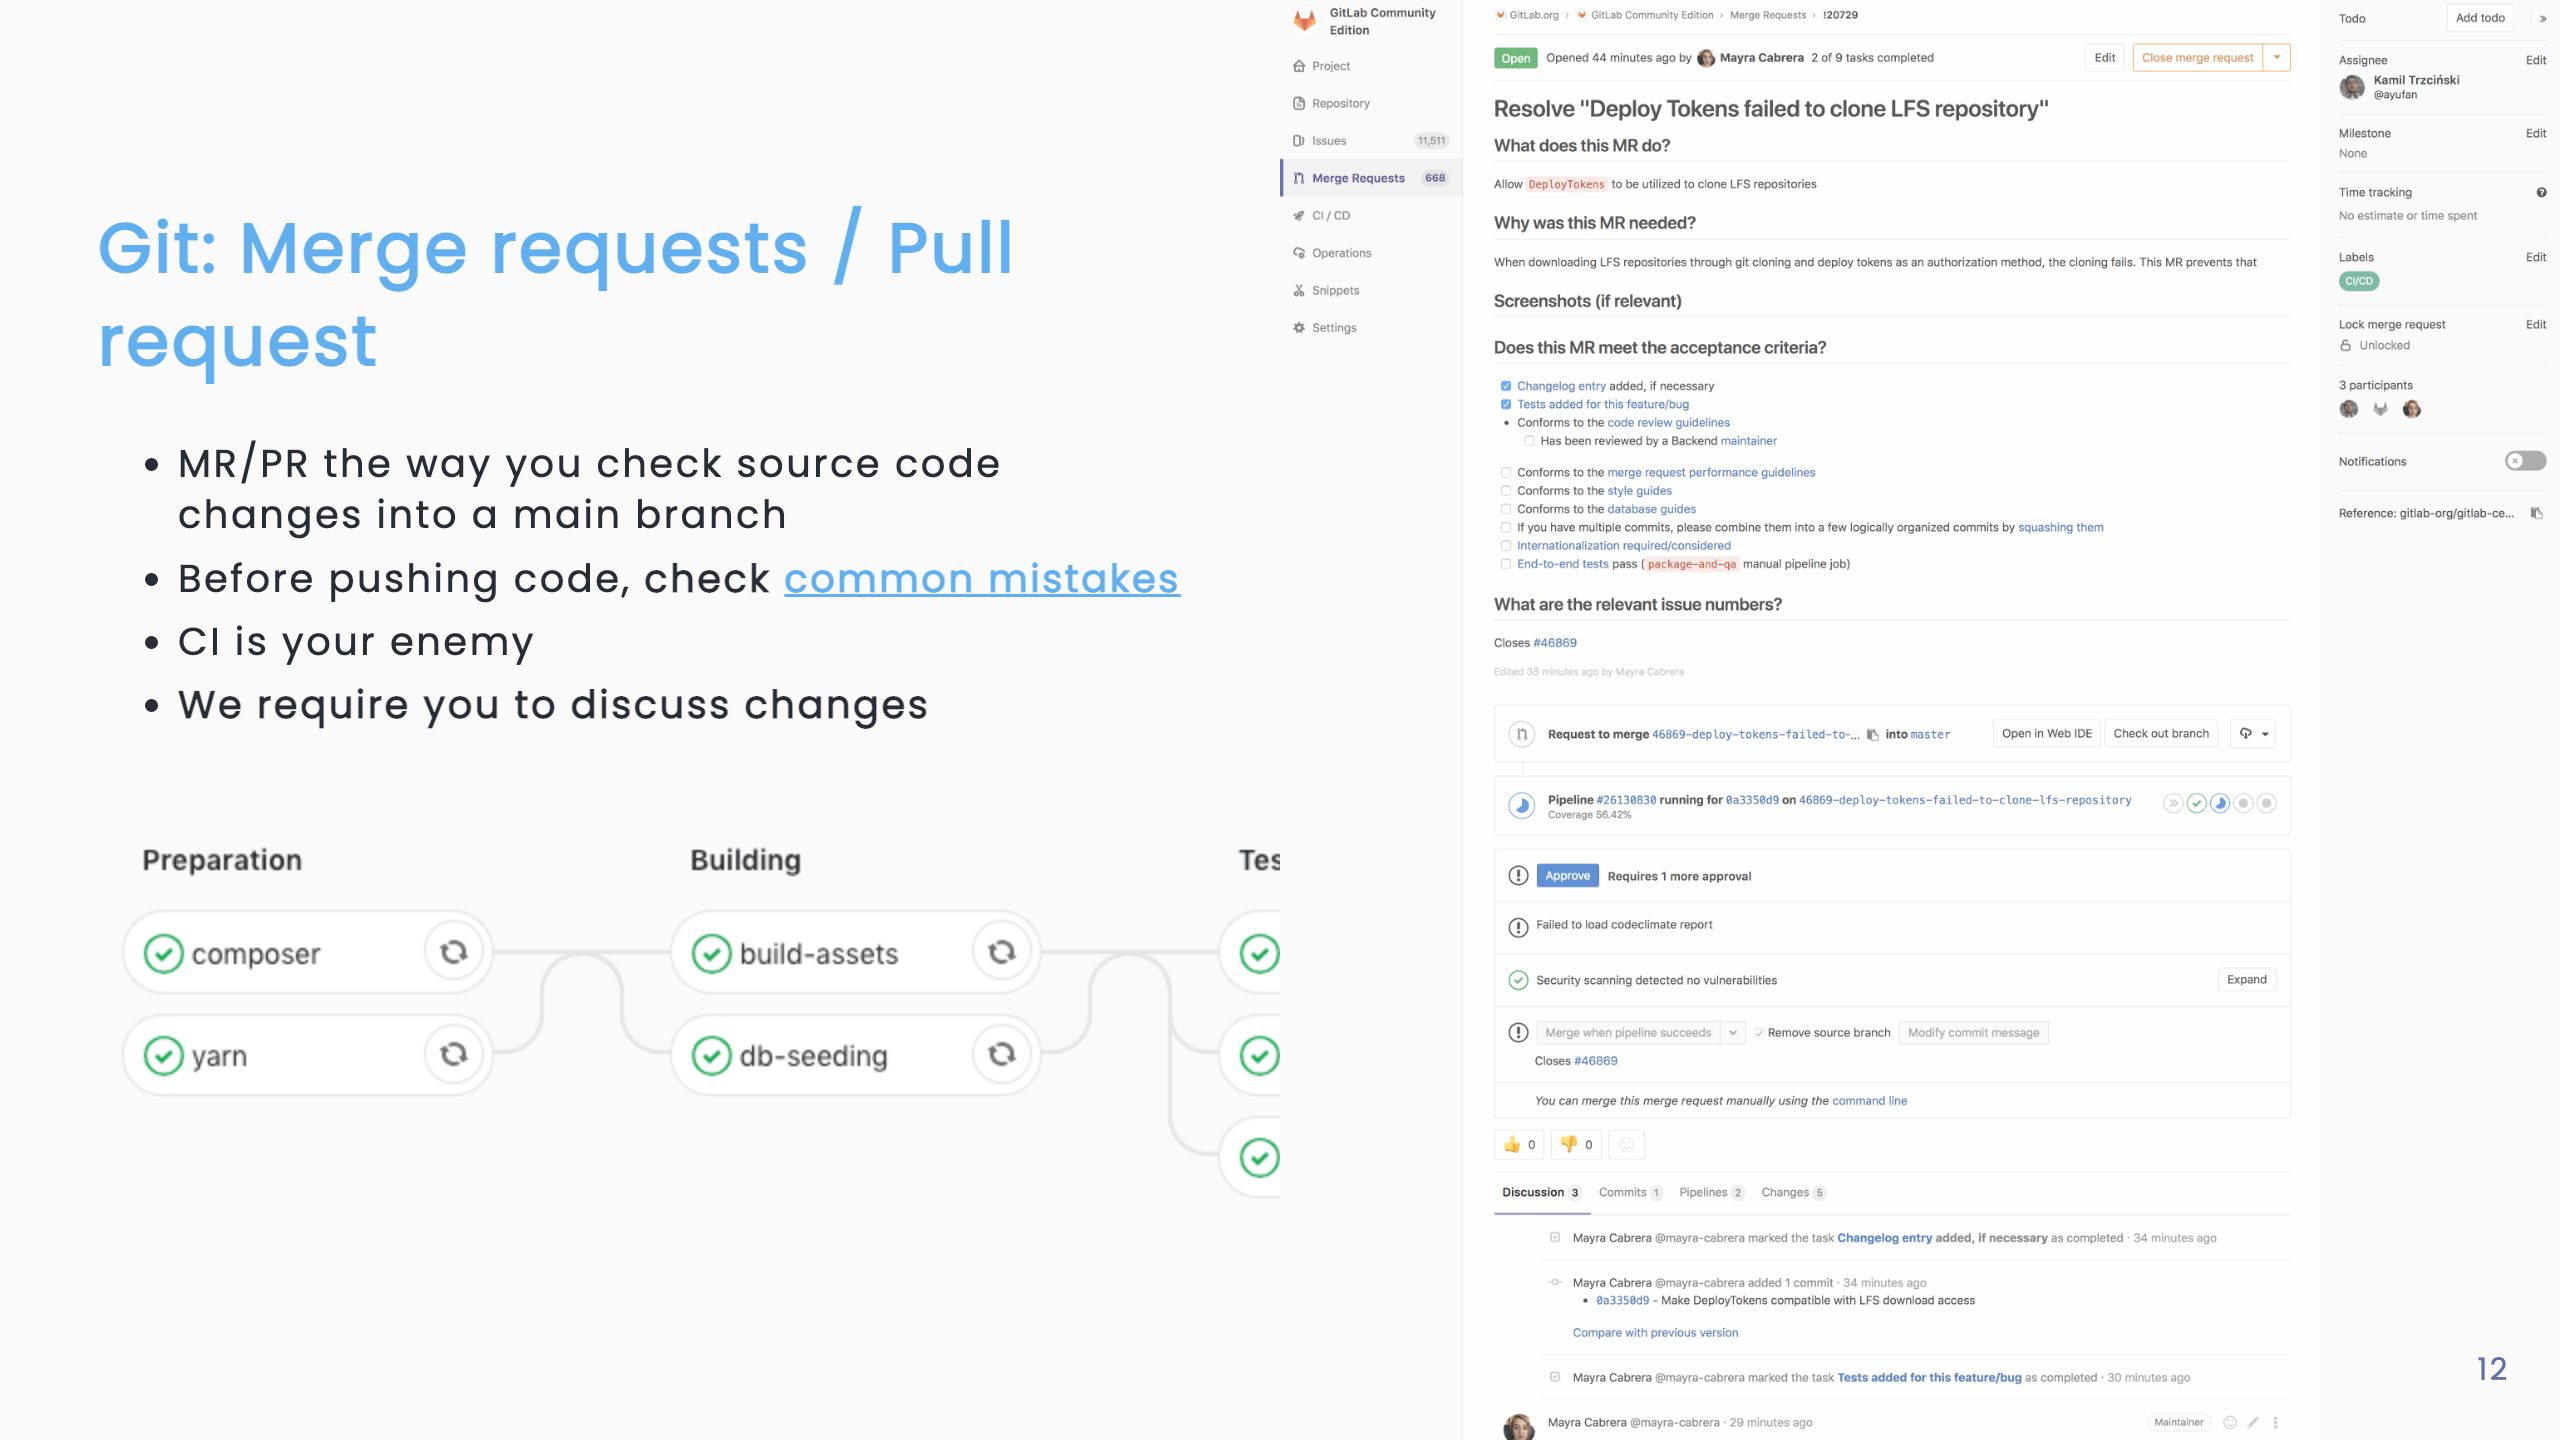 Git: Merge requests / Pull
request
MR/PR the way you check source code
changes into a main branch
Before pushing code, check common mistakes
CI is your enemy
We require you to discuss changes
Preparation
Building
Tes
composer
build-assets
yarn
db-seeding
GitLab Community
Edition
Project
Repository
Issues 11,511
Merge Requests 668
CI / CD
Operations
Snippets
Settings
GitLab.org › GitLab Community Edition › Merge Requests › !20729
Open Opened 44 minutes ago by Mayra Cabrera 2 of 9 tasks completed Edit Close merge request
Resolve "Deploy Tokens failed to clone LFS repository"
What does this MR do?
Allow DeployTokens to be utilized to clone LFS repositories
Why was this MR needed?
When downloading LFS repositories through git cloning and deploy tokens as an authorization method, the cloning fails. This MR prevents that
Screenshots (if relevant)
Does this MR meet the acceptance criteria?
Changelog entry added, if necessary
Tests added for this feature/bug
Conforms to the code review guidelines
Has been reviewed by a Backend maintainer
Conforms to the merge request performance guidelines
Conforms to the style guides
Conforms to the database guides
If you have multiple commits, please combine them into a few logically organized commits by squashing them
Internationalization required/considered
End-to-end tests pass (package-and-qa manual pipeline job)
What are the relevant issue numbers?
Closes #46869
Edited 38 minutes ago by Mayra Cabrera
Request to merge 46869-deploy-tokens-failed-to-... into master Open in Web IDE Check out branch
Pipeline #26130830 running for 0a3350d9 on 46869-deploy-tokens-failed-to-clone-lfs-repository
Coverage 56.42%
Approve Requires 1 more approval
Failed to load codeclimate report
Security scanning detected no vulnerabilities Expand
Merge when pipeline succeeds Remove source branch Modify commit message
Closes #46869
You can merge this merge request manually using the command line
0 0
Discussion 3 Commits 1 Pipelines 2 Changes 5
Mayra Cabrera @mayra-cabrera marked the task Changelog entry added, if necessary as completed · 34 minutes ago
Mayra Cabrera @mayra-cabrera added 1 commit · 34 minutes ago
0a3350d9 - Make DeployTokens compatible with LFS download access
Compare with previous version
Mayra Cabrera @mayra-cabrera marked the task Tests added for this feature/bug as completed · 30 minutes ago
Mayra Cabrera @mayra-cabrera · 29 minutes ago Maintainer
Todo Add todo »
Assignee Edit
Kamil Trzciński
@ayufan
Milestone Edit
None
Time tracking
No estimate or time spent
Labels Edit
CI/CD
Lock merge request Edit
Unlocked
3 participants
Notifications
Reference: gitlab-org/gitlab-ce...
12